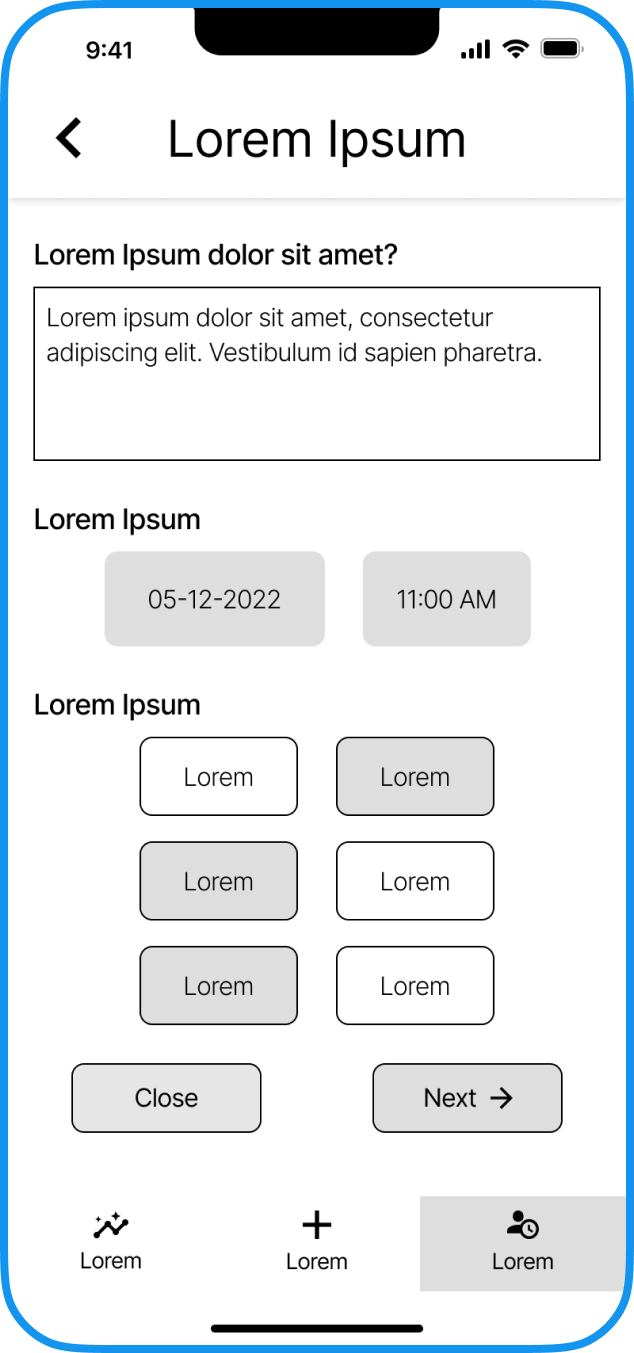 9:41
Lorem Ipsum
Lorem Ipsum dolor sit amet?
Lorem ipsum dolor sit amet, consectetur
adipiscing elit. Vestibulum id sapien pharetra.
Lorem Ipsum
05-12-2022 11:00 AM
Lorem Ipsum
Lorem Lorem
Lorem Lorem
Lorem Lorem
Close Next →
Lorem Lorem Lorem